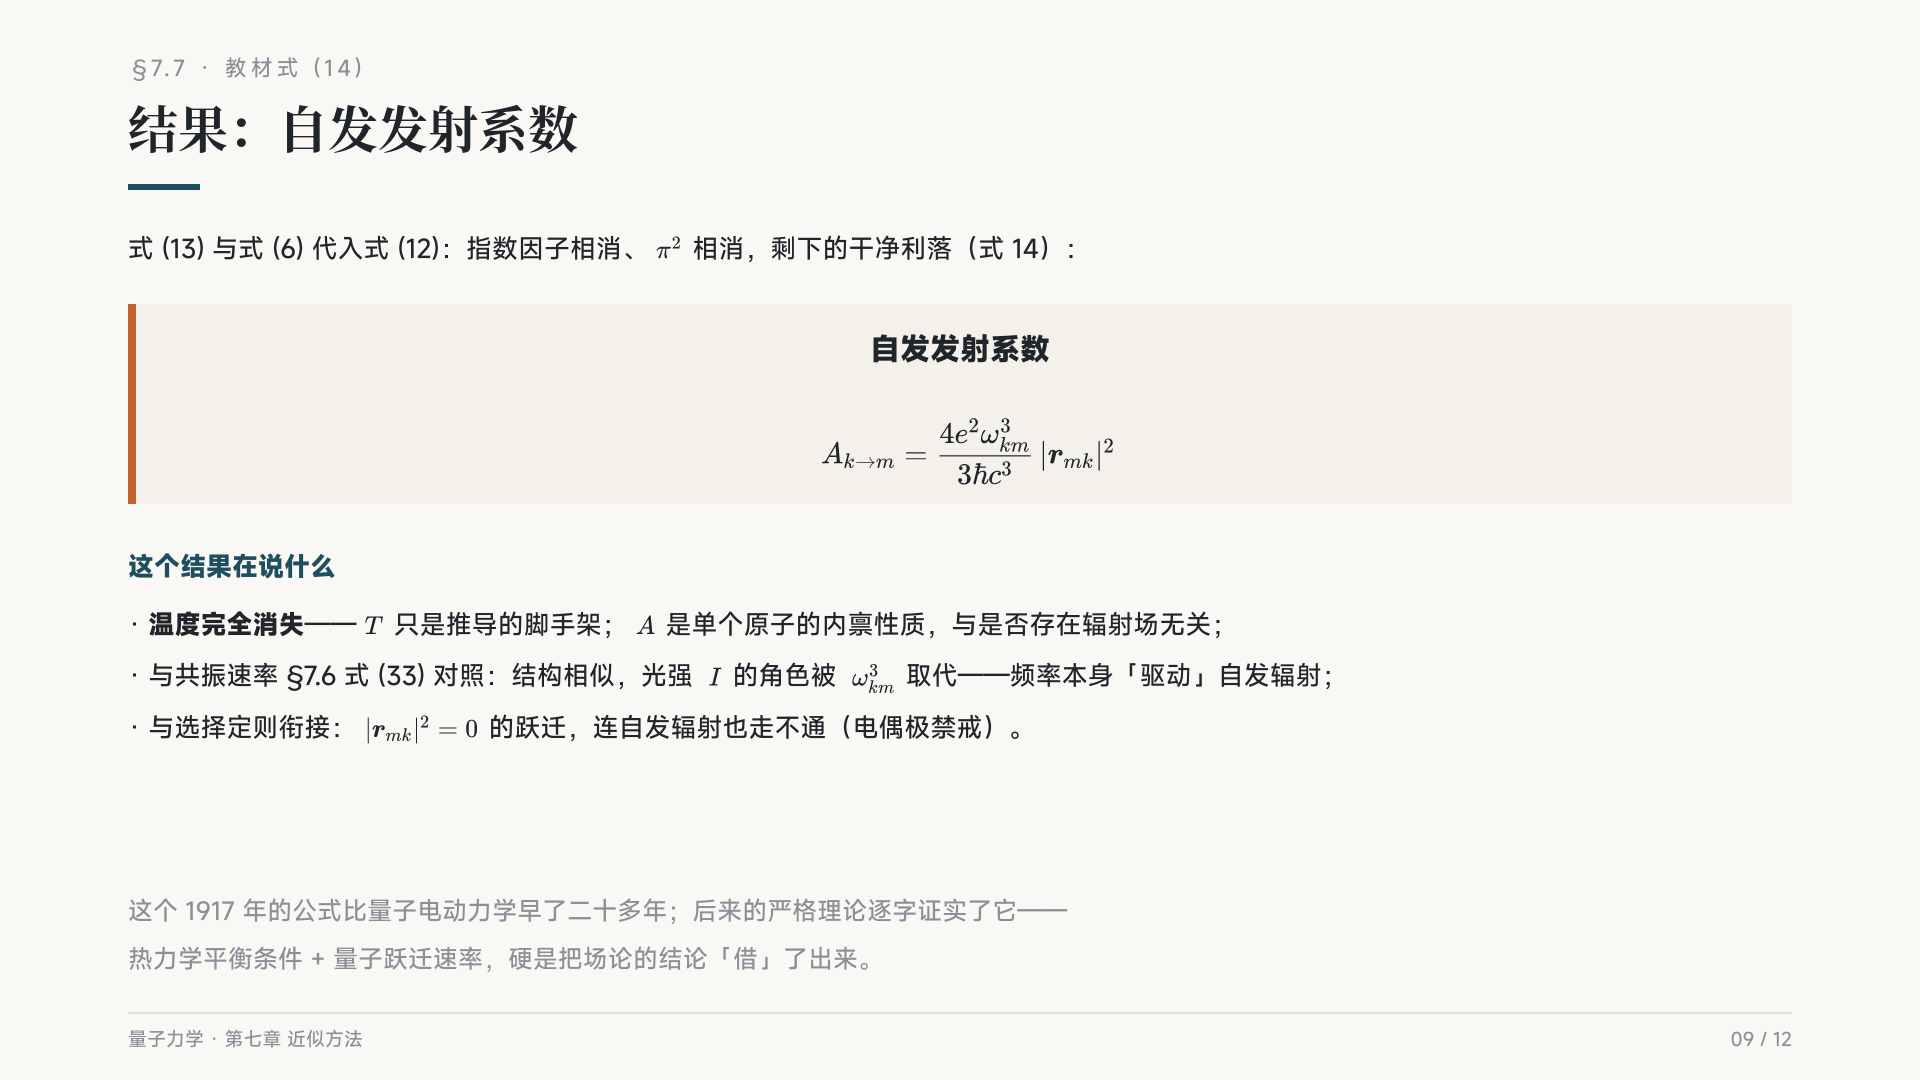 §7.7 · 教材式 (14)
结果：自发发射系数
式 (13) 与式 (6) 代入式 (12)：指数因子相消、 $\pi^2$ 相消，剩下的干净利落（式 14）：
自发发射系数
$A_{k\to m} = \frac{4e^2\omega_{km}^3}{3\hbar c^3} |\boldsymbol{r}_{mk}|^2$
这个结果在说什么
· 温度完全消失—— $T$ 只是推导的脚手架； $A$ 是单个原子的内禀性质，与是否存在辐射场无关；
· 与共振速率 §7.6 式 (33) 对照：结构相似，光强 $I$ 的角色被 $\omega_{km}^3$ 取代——频率本身「驱动」自发辐射；
· 与选择定则衔接： $|\boldsymbol{r}_{mk}|^2 = 0$ 的跃迁，连自发辐射也走不通（电偶极禁戒）。
这个 1917 年的公式比量子电动力学早了二十多年；后来的严格理论逐字证实了它——
热力学平衡条件 + 量子跃迁速率，硬是把场论的结论「借」了出来。
量子力学 · 第七章 近似方法
09 / 12